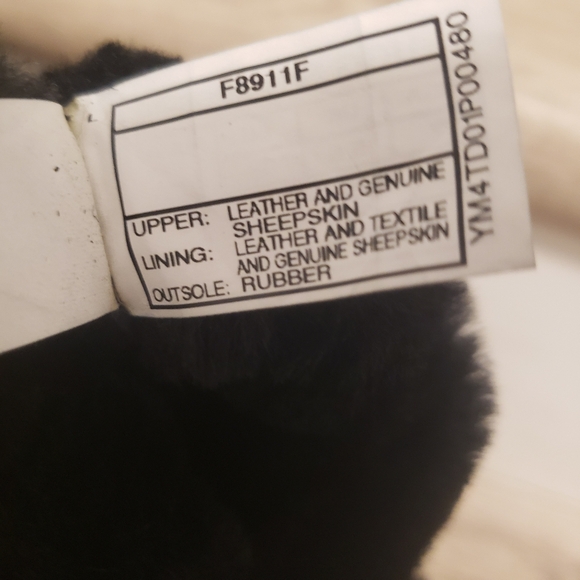 F8911F
UPPER: LEATHER AND GENUINE
SHEEPSKIN
LINING: LEATHER AND TEXTILE
AND GENUINE SHEEPSKIN
OUTSOLE: RUBBER
YM4TD01P00480